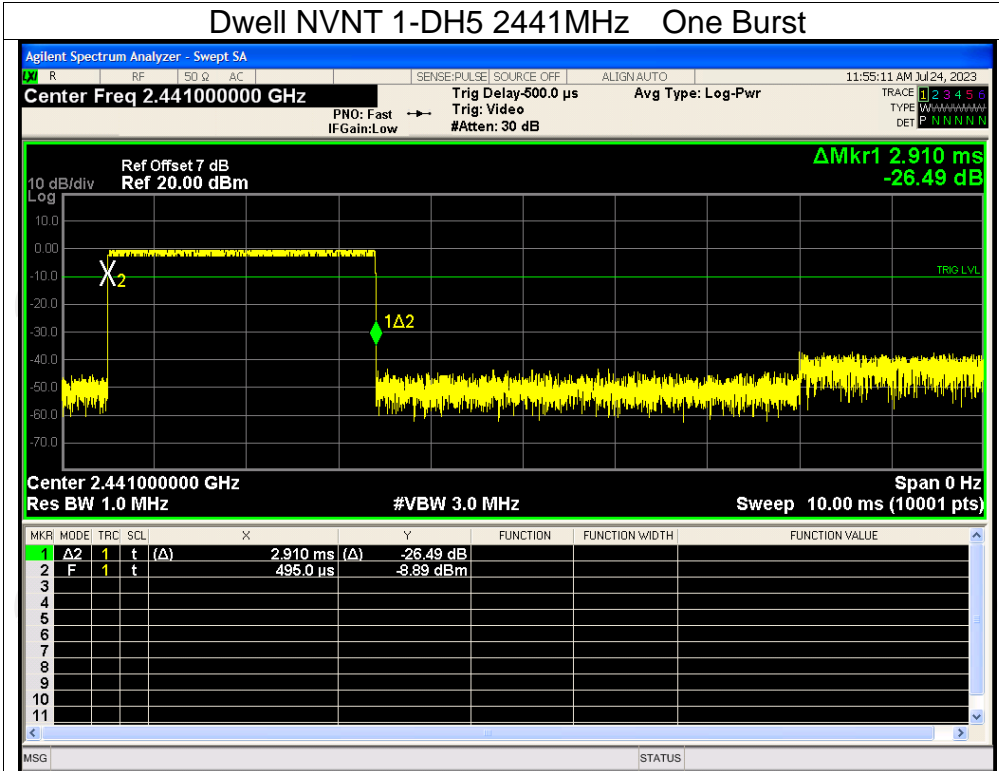 Dwell NVNT 1-DH5 2441MHz One Burst
Agilent Spectrum Analyzer - Swept SA
LXI R RF 50 Ω AC SENSE:PULSE SOURCE OFF ALIGN AUTO 11:55:11 AM Jul 24, 2023
Center Freq 2.441000000 GHz
PNO: Fast
IFGain:Low
Trig Delay-500.0 µs
Trig: Video
#Atten: 30 dB
Avg Type: Log-Pwr
TRACE 1 2 3 4 5 6
TYPE WWWWWW
DET P N N N N N
ΔMkr1 2.910 ms
-26.49 dB
Ref Offset 7 dB
10 dB/div Ref 20.00 dBm
Log
10.0
0.00
-10.0
-20.0
-30.0
-40.0
-50.0
-60.0
-70.0
X2
TRIG LVL
1Δ2
Center 2.441000000 GHz Span 0 Hz
Res BW 1.0 MHz #VBW 3.0 MHz Sweep 10.00 ms (10001 pts)
MKR MODE TRC SCL X Y FUNCTION FUNCTION WIDTH FUNCTION VALUE
1 Δ2 1 t (Δ) 2.910 ms (Δ) -26.49 dB
2 F 1 t 495.0 µs -8.89 dBm
3
4
5
6
7
8
9
10
11
MSG STATUS